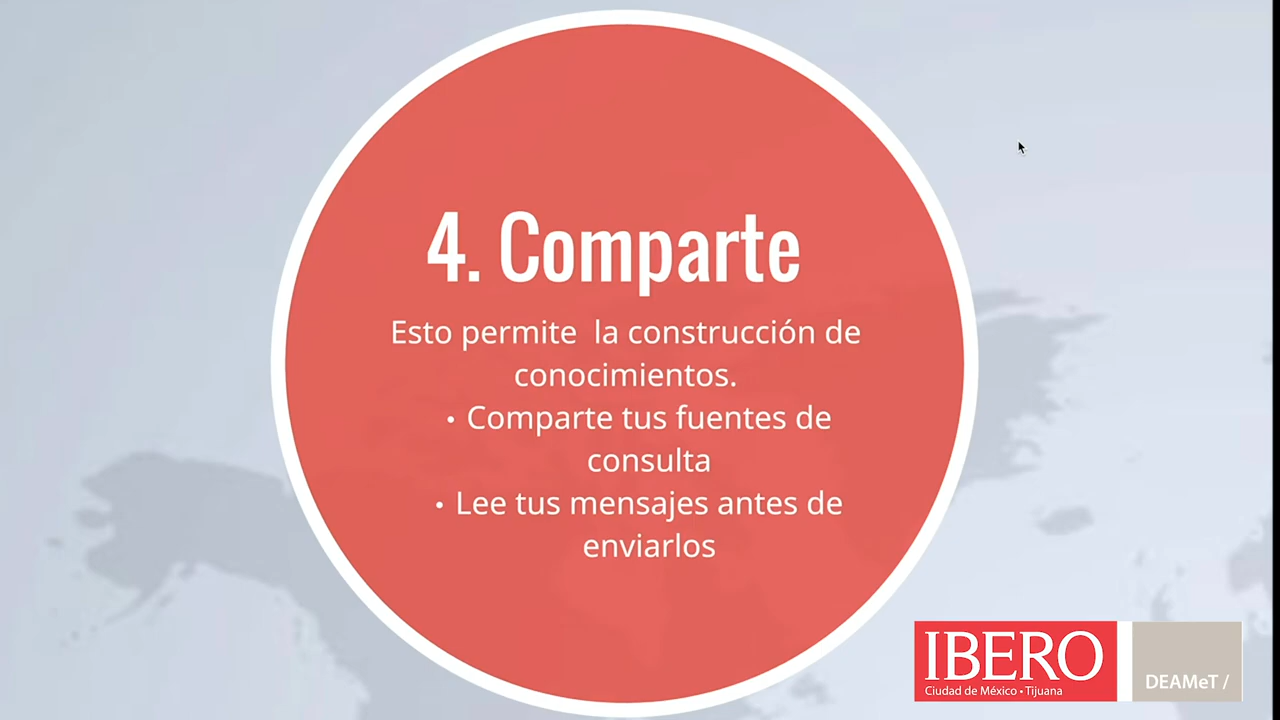 4. Comparte
Esto permite  la construcción de
conocimientos.
• Comparte tus fuentes de
consulta
• Lee tus mensajes antes de
enviarlos
IBERO
Ciudad de México • Tijuana
DEAMeT /